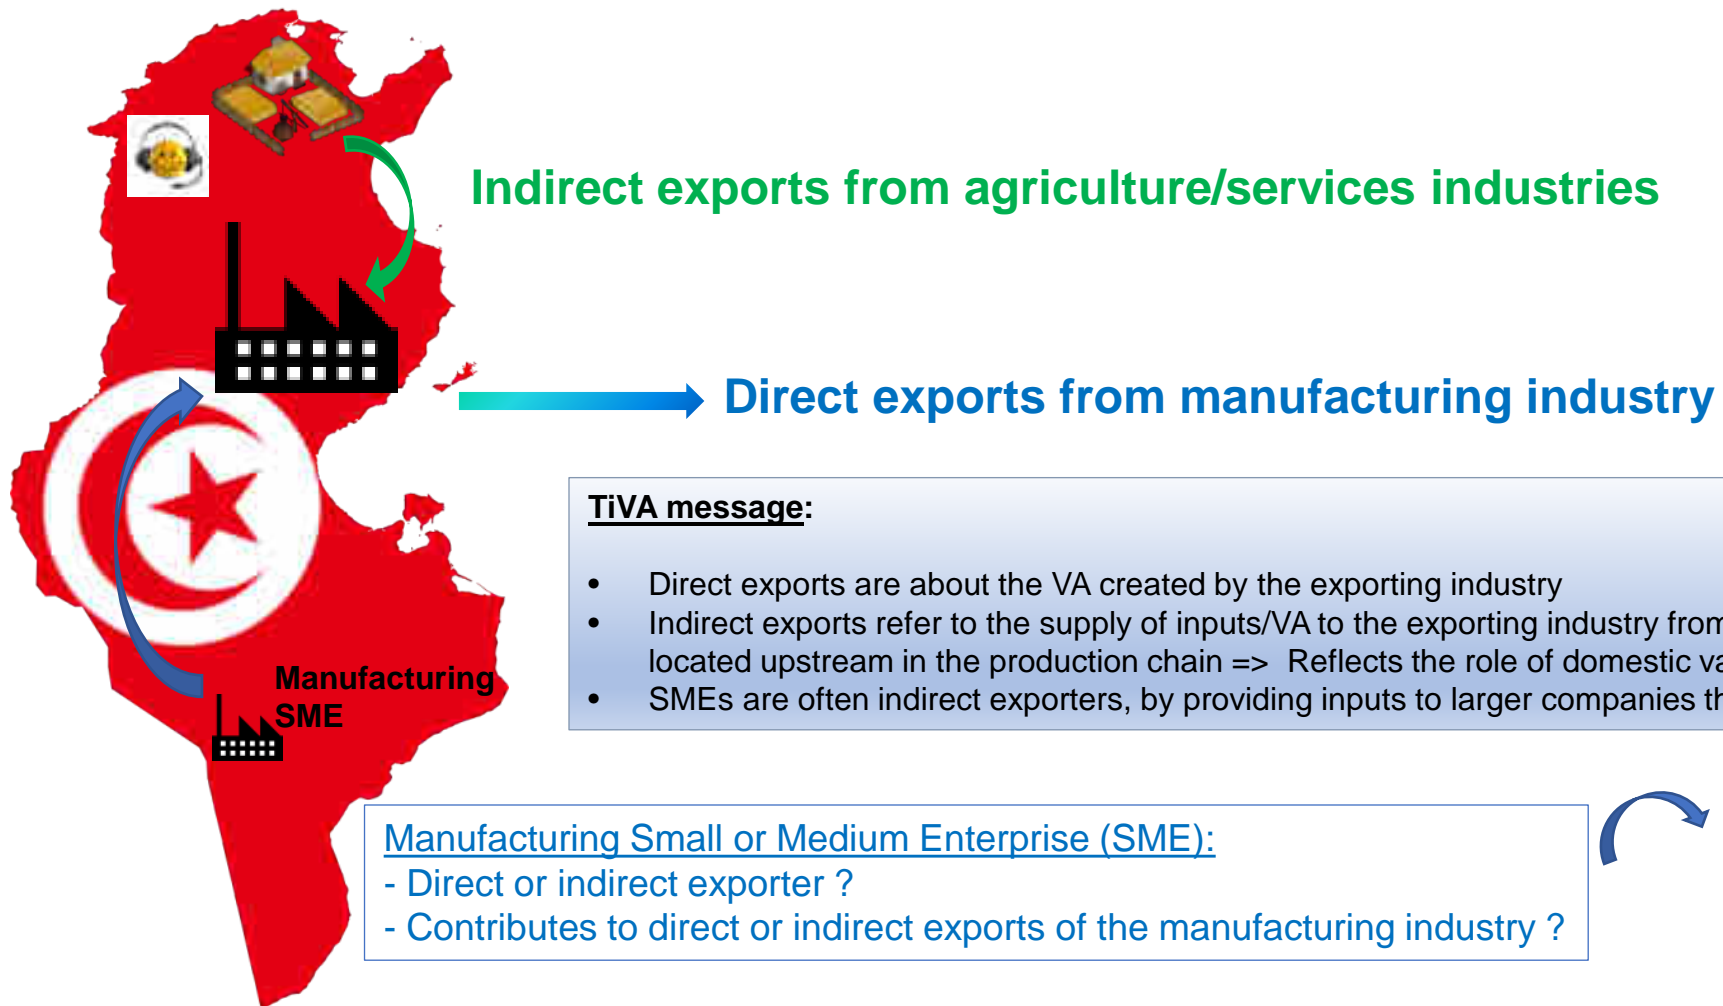 Indirect exports from agriculture/services industries
Direct exports from manufacturing industry
TiVA message:
• Direct exports are about the VA created by the exporting industry
• Indirect exports refer to the supply of inputs/VA to the exporting industry from
located upstream in the production chain => Reflects the role of domestic va
• SMEs are often indirect exporters, by providing inputs to larger companies th
Manufacturing
SME
Manufacturing Small or Medium Enterprise (SME):
- Direct or indirect exporter ?
- Contributes to direct or indirect exports of the manufacturing industry ?